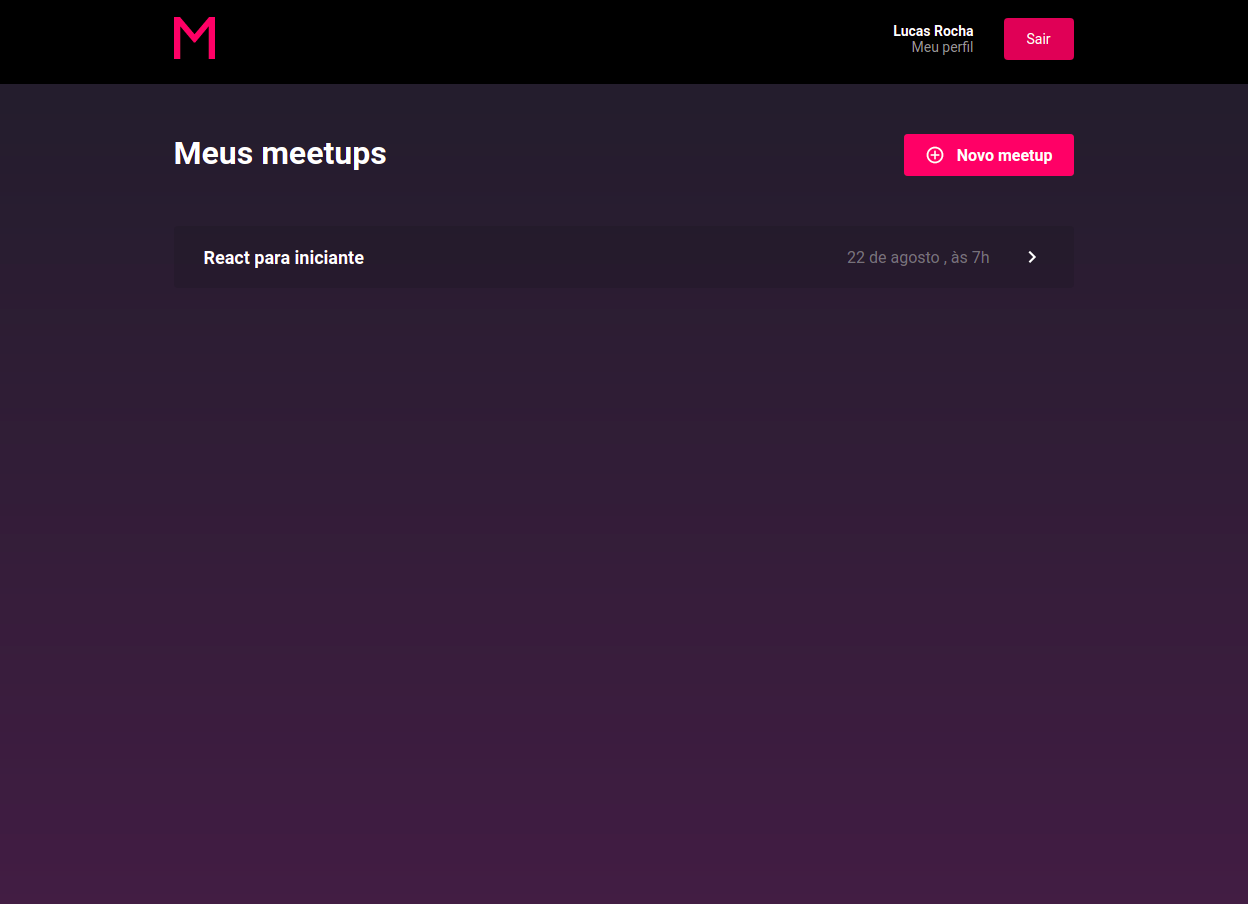 M
Lucas Rocha
Meu perfil
Sair
Meus meetups
Novo meetup
React para iniciante
22 de agosto , às 7h